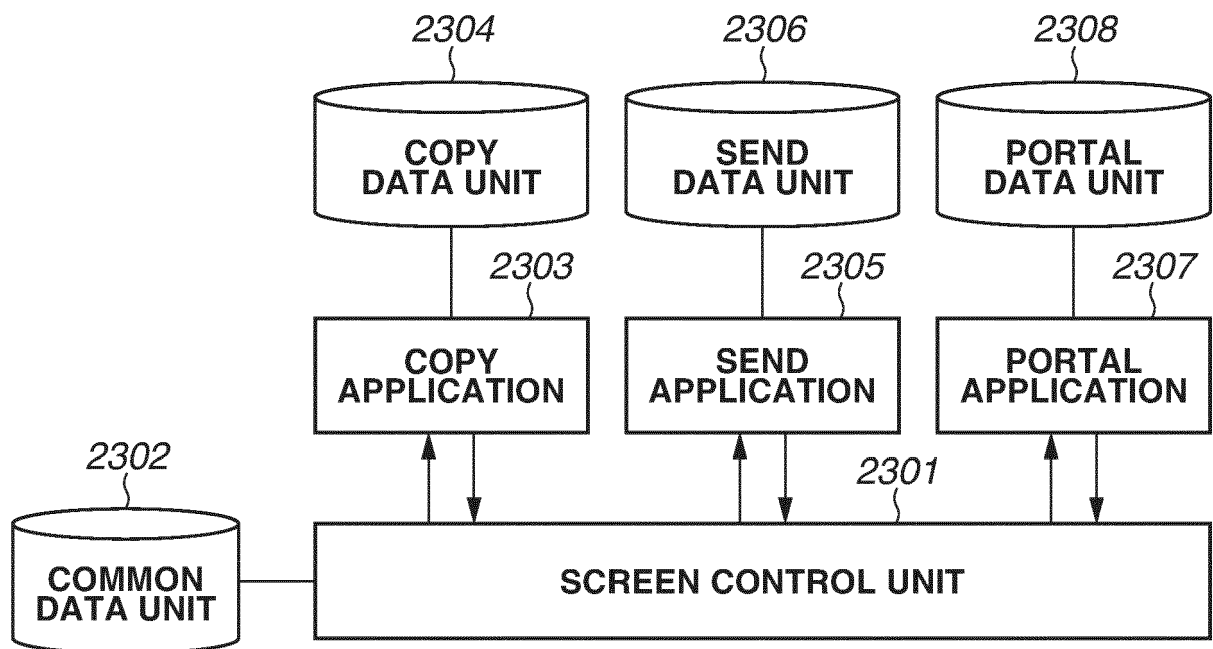 2304
2306
2308
COPY
DATA UNIT
SEND
DATA UNIT
PORTAL
DATA UNIT
2303
2305
2307
COPY
APPLICATION
SEND
APPLICATION
PORTAL
APPLICATION
2302
2301
COMMON
DATA UNIT
SCREEN CONTROL UNIT